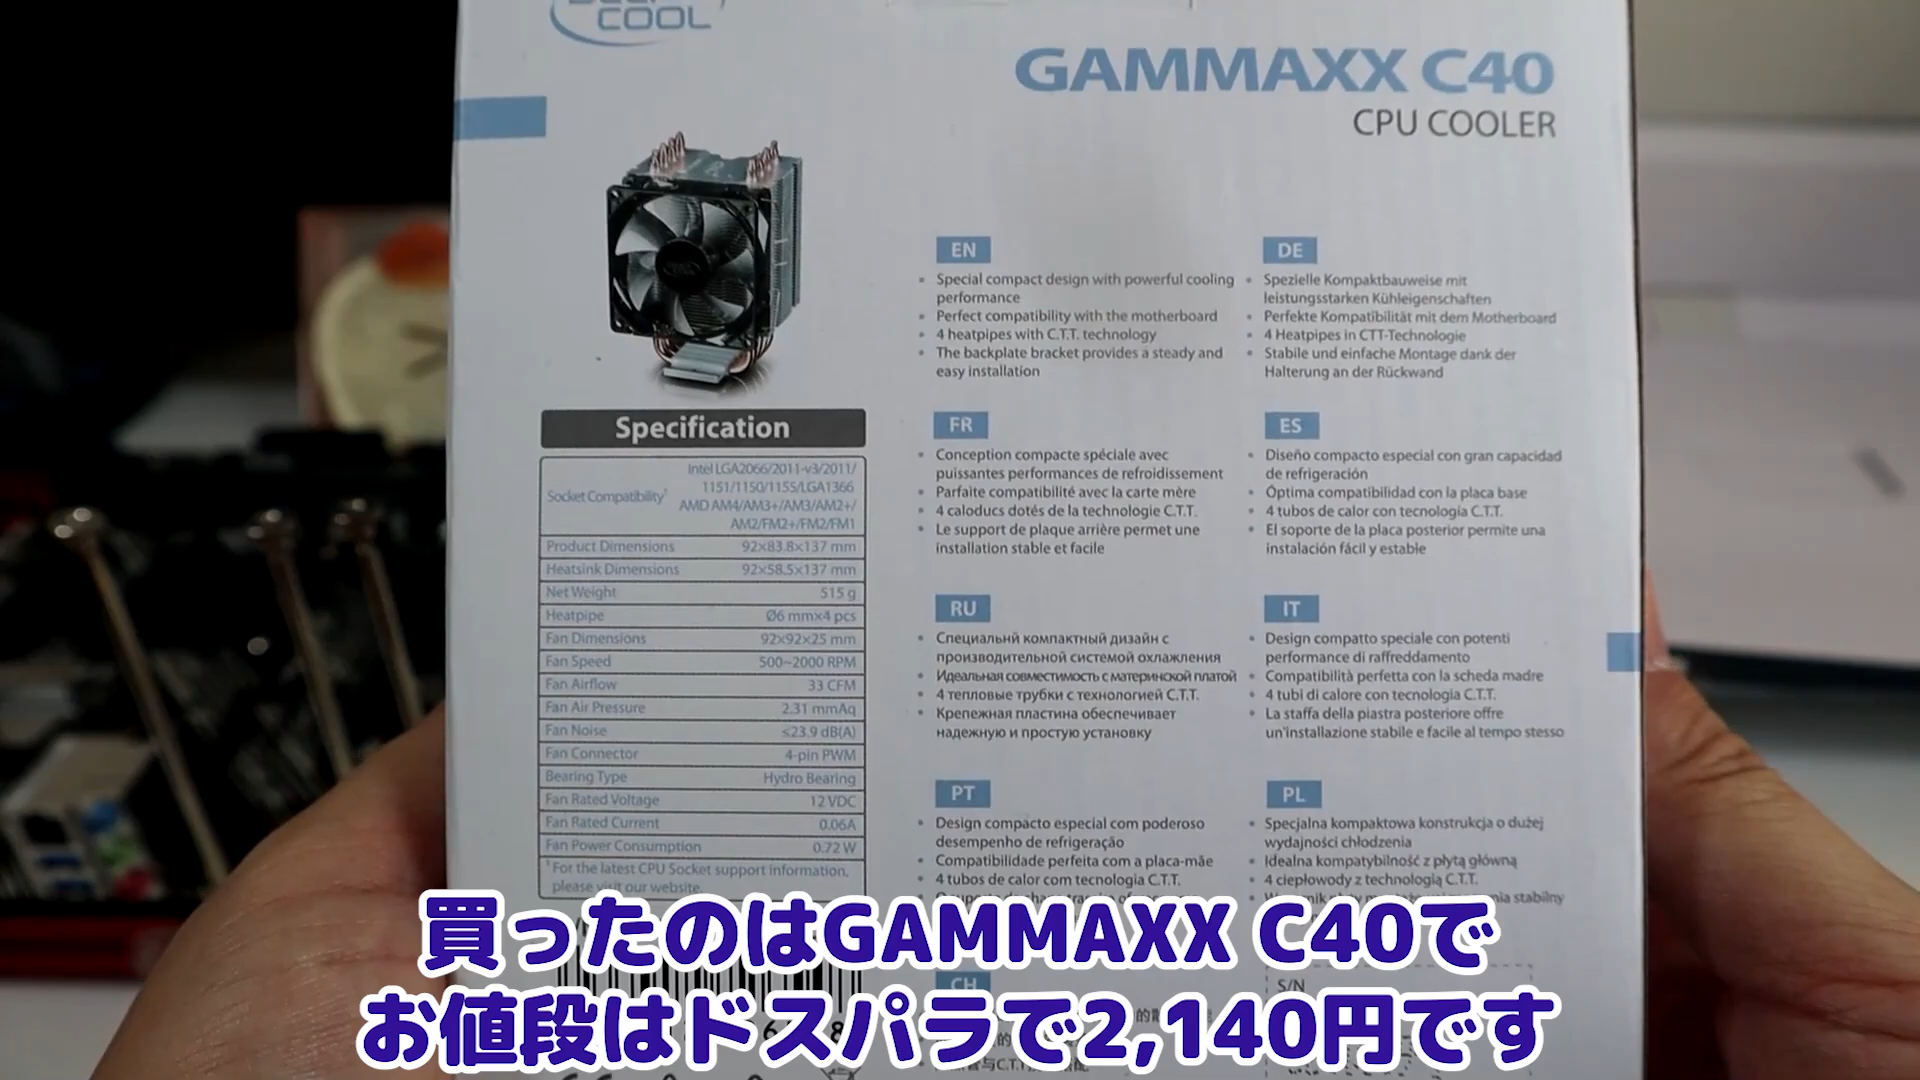 COOL
GAMMAXX C40
CPU COOLER
EN
• Special compact design with powerful cooling
performance
• Perfect compatibility with the motherboard
• 4 heatpipes with C.T.T. technology
• The backplate bracket provides a steady and
easy installation
DE
• Spezielle Kompaktbauweise mit
leistungsstarken Kühleigenschaften
• Perfekte Kompatibilität mit dem Motherboard
• 4 Heatpipes in CTT-Technologie
• Stabile und einfache Montage dank der
Halterung an der Rückwand
Specification
Socket Compatibility¹
Intel LGA2066/2011-v3/2011/
1151/1150/1155/LGA1366
AMD AM4/AM3+/AM3/AM2+/
AM2/FM2+/FM2/FM1
Product Dimensions 92×83.8×137 mm
Heatsink Dimensions 92×58.5×137 mm
Net Weight 515 g
Heatpipe Ø6 mm×4 pcs
Fan Dimensions 92×92×25 mm
Fan Speed 500~2000 RPM
Fan Airflow 33 CFM
Fan Air Pressure 2.31 mmAq
Fan Noise ≤23.9 dB(A)
Fan Connector 4-pin PWM
Bearing Type Hydro Bearing
Fan Rated Voltage 12 VDC
Fan Rated Current 0.06A
Fan Power Consumption 0.72 W
¹ For the latest CPU Socket support information,
please visit our website.
FR
• Conception compacte spéciale avec
puissantes performances de refroidissement
• Parfaite compatibilité avec la carte mère
• 4 caloducs dotés de la technologie C.T.T.
• Le support de plaque arrière permet une
installation stable et facile
ES
• Diseño compacto especial con gran capacidad
de refrigeración
• Óptima compatibilidad con la placa base
• 4 tubos de calor con tecnología C.T.T.
• El soporte de la placa posterior permite una
instalación fácil y estable
RU
• Специальнй компактный дизайн с
производительной системой охлаждения
• Идеальная совместимость с материнской платой
• 4 тепловые трубки с технологией C.T.T.
• Крепежная пластина обеспечивает
надежную и простую установку
IT
• Design compatto speciale con potenti
performance di raffreddamento
• Compatibilità perfetta con la scheda madre
• 4 tubi di calore con tecnologia C.T.T.
• La staffa della piastra posteriore offre
un'installazione stabile e facile al tempo stesso
PT
• Design compacto especial com poderoso
desempenho de refrigeração
• Compatibilidade perfeita com a placa-mãe
• 4 tubos de calor com tecnologia C.T.T.
PL
• Specjalna kompaktowa konstrukcja o dużej
wydajności chłodzenia
• Idealna kompatybilność z płytą główną
• 4 ciepłowody z technologią C.T.T.
stabilny
CH
S/N
買ったのはGAMMAXX C40で
お値段はドスパラで2,140円です